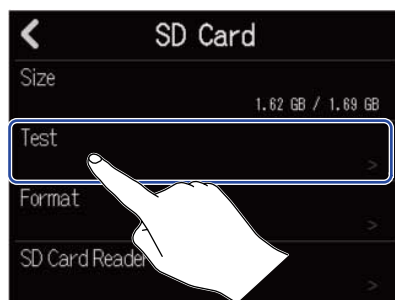 SD Card
Size
1.62 GB / 1.69 GB
Test
>
Format
>
SD Card Reader
>